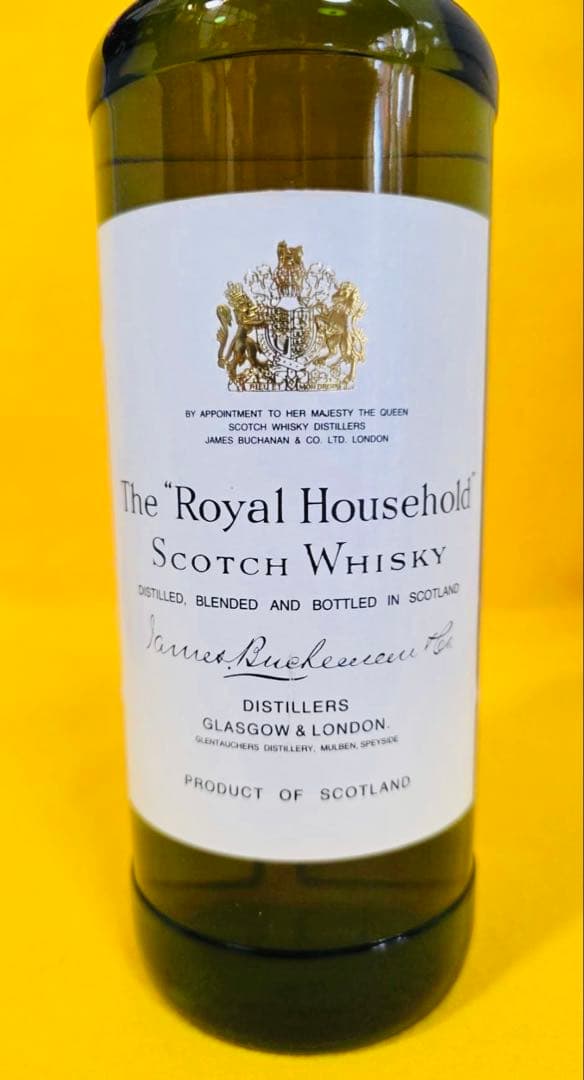 BY APPOINTMENT TO HER MAJESTY THE QUEEN
SCOTCH WHISKY DISTILLERS
JAMES BUCHANAN & CO. LTD. LONDON
The "Royal Household"
SCOTCH WHISKY
DISTILLED, BLENDED AND BOTTLED IN SCOTLAND
James Buchanan & Co
DISTILLERS
GLASGOW & LONDON.
GLENTAUCHERS DISTILLERY, MULBEN, SPEYSIDE
PRODUCT OF SCOTLAND